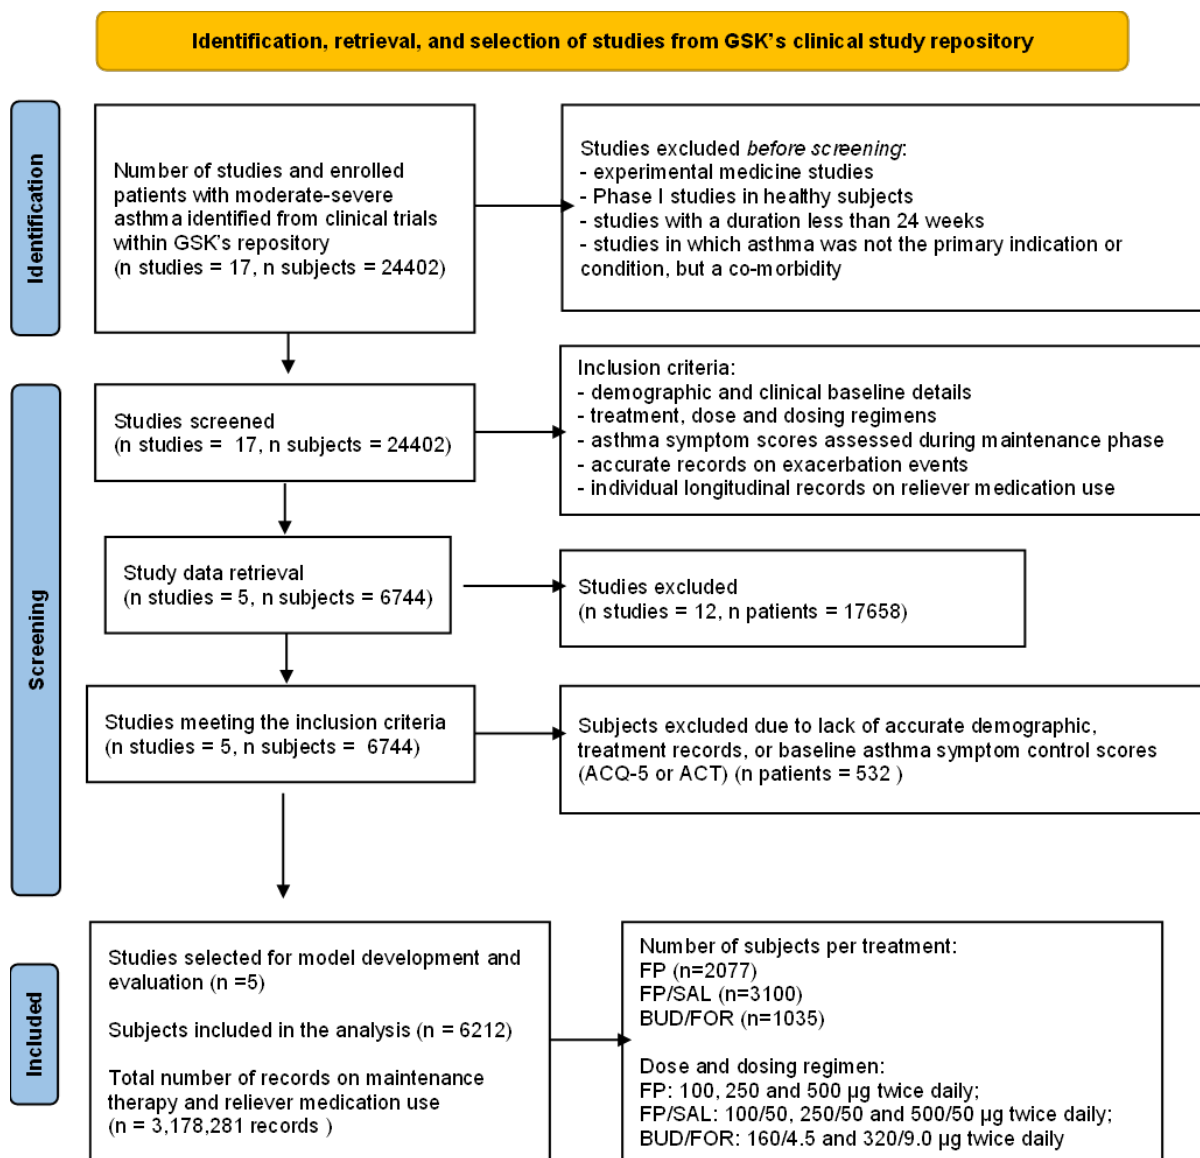 Identification, retrieval, and selection of studies from GSK's clinical study repository
Identification
Number of studies and enrolled
patients with moderate-severe
asthma identified from clinical trials
within GSK's repository
(n studies = 17, n subjects = 24402)
Studies excluded before screening:
- experimental medicine studies
- Phase I studies in healthy subjects
- studies with a duration less than 24 weeks
- studies in which asthma was not the primary indication or
condition, but a co-morbidity
Screening
Studies screened
(n studies = 17, n subjects = 24402)
Inclusion criteria:
- demographic and clinical baseline details
- treatment, dose and dosing regimens
- asthma symptom scores assessed during maintenance phase
- accurate records on exacerbation events
- individual longitudinal records on reliever medication use
Study data retrieval
(n studies = 5, n subjects = 6744)
Studies excluded
(n studies = 12, n patients = 17658)
Studies meeting the inclusion criteria
(n studies = 5, n subjects = 6744)
Subjects excluded due to lack of accurate demographic,
treatment records, or baseline asthma symptom control scores
(ACQ-5 or ACT) (n patients = 532 )
Included
Studies selected for model development and
evaluation (n =5)
Subjects included in the analysis (n = 6212)
Total number of records on maintenance
therapy and reliever medication use
(n = 3,178,281 records )
Number of subjects per treatment:
FP (n=2077)
FP/SAL (n=3100)
BUD/FOR (n=1035)
Dose and dosing regimen:
FP: 100, 250 and 500 µg twice daily;
FP/SAL: 100/50, 250/50 and 500/50 µg twice daily;
BUD/FOR: 160/4.5 and 320/9.0 µg twice daily